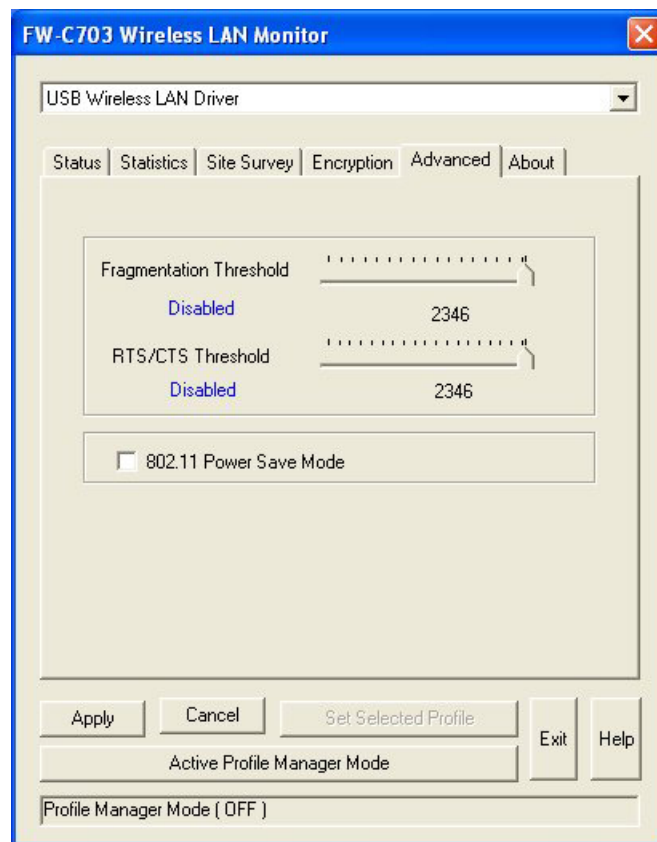 FW-C703 Wireless LAN Monitor
USB Wireless LAN Driver
Status Statistics Site Survey Encryption Advanced About
Fragmentation Threshold
Disabled 2346
RTS/CTS Threshold
Disabled 2346
802.11 Power Save Mode
Apply Cancel Set Selected Profile Exit Help
Active Profile Manager Mode
Profile Manager Mode ( OFF )